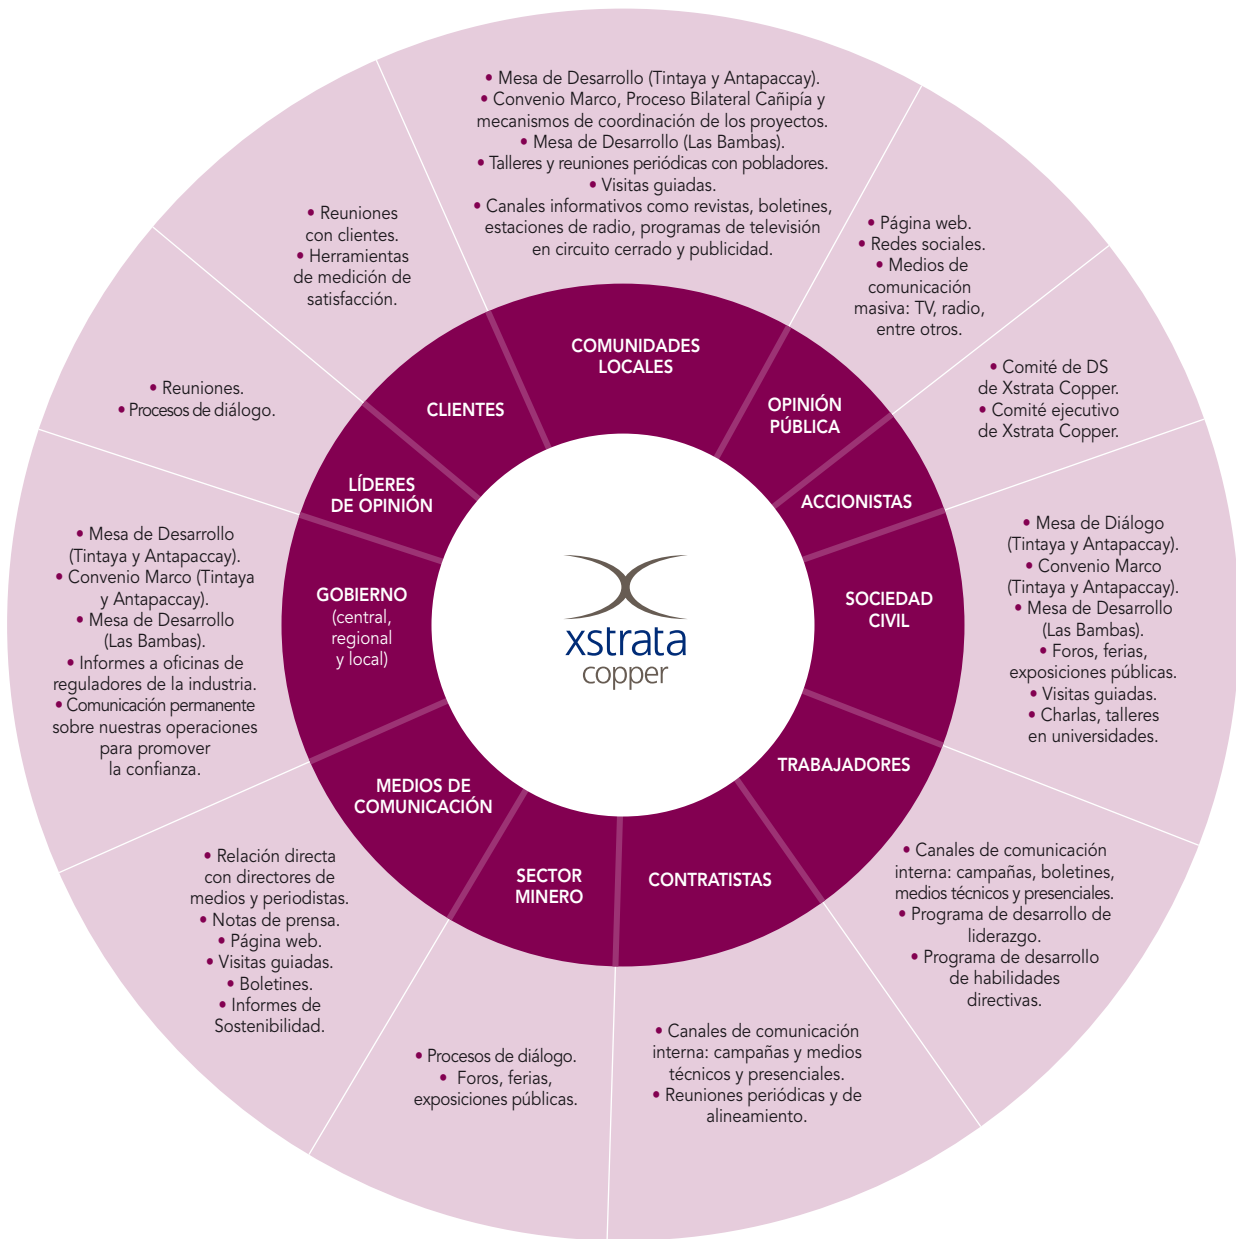 • Mesa de Desarrollo (Tintaya y Antapaccay).
• Convenio Marco, Proceso Bilateral Cañipía y
mecanismos de coordinación de los proyectos.
• Mesa de Desarrollo (Las Bambas).
• Talleres y reuniones periódicas con pobladores.
• Visitas guiadas.
• Canales informativos como revistas, boletines,
estaciones de radio, programas de televisión
en circuito cerrado y publicidad.
COMUNIDADES
LOCALES
• Página web.
• Redes sociales.
• Medios de
comunicación
masiva: TV, radio,
entre otros.
OPINIÓN
PÚBLICA
• Comité de DS
de Xstrata Copper.
• Comité ejecutivo
de Xstrata Copper.
ACCIONISTAS
• Mesa de Diálogo
(Tintaya y Antapaccay).
• Convenio Marco
(Tintaya y Antapaccay).
• Mesa de Desarrollo
(Las Bambas).
• Foros, ferias,
exposiciones públicas.
• Visitas guiadas.
• Charlas, talleres
en universidades.
SOCIEDAD
CIVIL
• Canales de comunicación
interna: campañas, boletines,
medios técnicos y presenciales.
• Programa de desarrollo de
liderazgo.
• Programa de desarrollo
de habilidades
directivas.
TRABAJADORES
• Canales de comunicación
interna: campañas y medios
técnicos y presenciales.
• Reuniones periódicas y de
alineamiento.
CONTRATISTAS
• Procesos de diálogo.
• Foros, ferias,
exposiciones públicas.
SECTOR
MINERO
• Relación directa
con directores de
medios y periodistas.
• Notas de prensa.
• Página web.
• Visitas guiadas.
• Boletines.
• Informes de
Sostenibilidad.
MEDIOS DE
COMUNICACIÓN
• Mesa de Desarrollo
(Tintaya y Antapaccay).
• Convenio Marco (Tintaya
y Antapaccay).
• Mesa de Desarrollo
(Las Bambas).
• Informes a oficinas de
reguladores de la industria.
• Comunicación permanente
sobre nuestras operaciones
para promover
la confianza.
GOBIERNO
(central,
regional
y local)
• Reuniones.
• Procesos de diálogo.
LÍDERES
DE OPINIÓN
• Reuniones
con clientes.
• Herramientas
de medición de
satisfacción.
CLIENTES
xstrata
copper